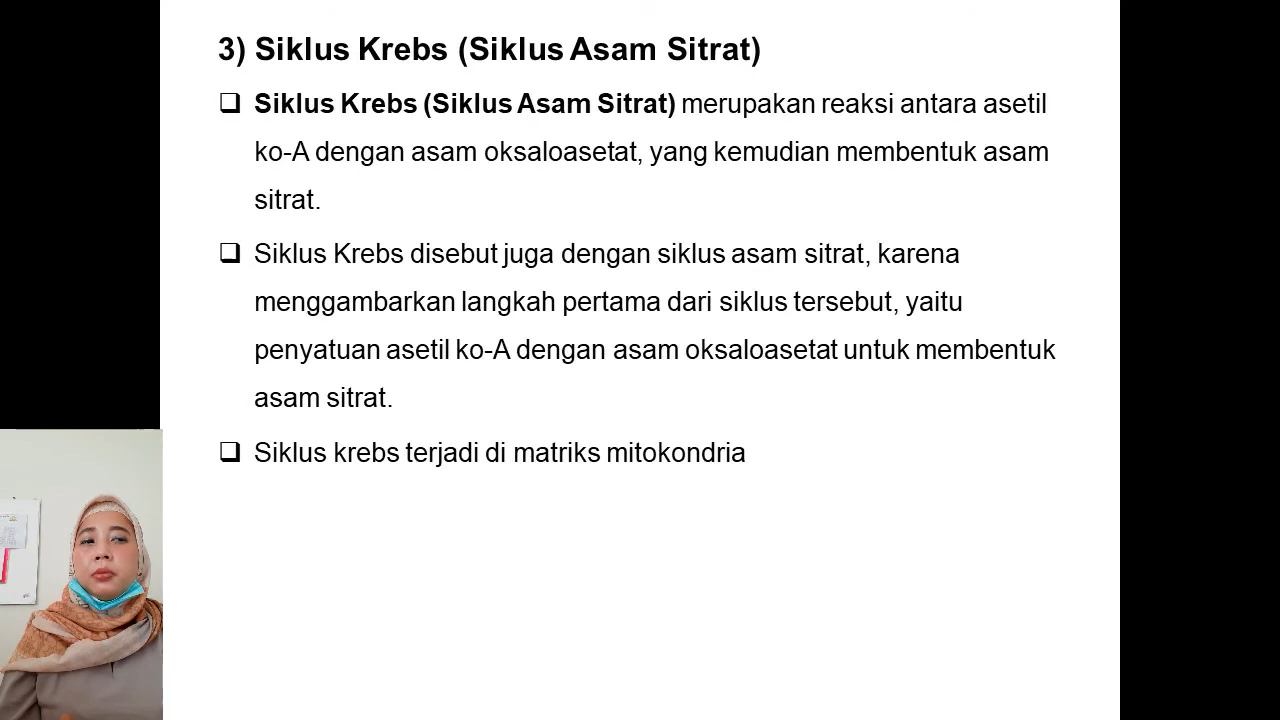 3) Siklus Krebs (Siklus Asam Sitrat)
Siklus Krebs (Siklus Asam Sitrat) merupakan reaksi antara asetil
ko-A dengan asam oksaloasetat, yang kemudian membentuk asam
sitrat.
Siklus Krebs disebut juga dengan siklus asam sitrat, karena
menggambarkan langkah pertama dari siklus tersebut, yaitu
penyatuan asetil ko-A dengan asam oksaloasetat untuk membentuk
asam sitrat.
Siklus krebs terjadi di matriks mitokondria